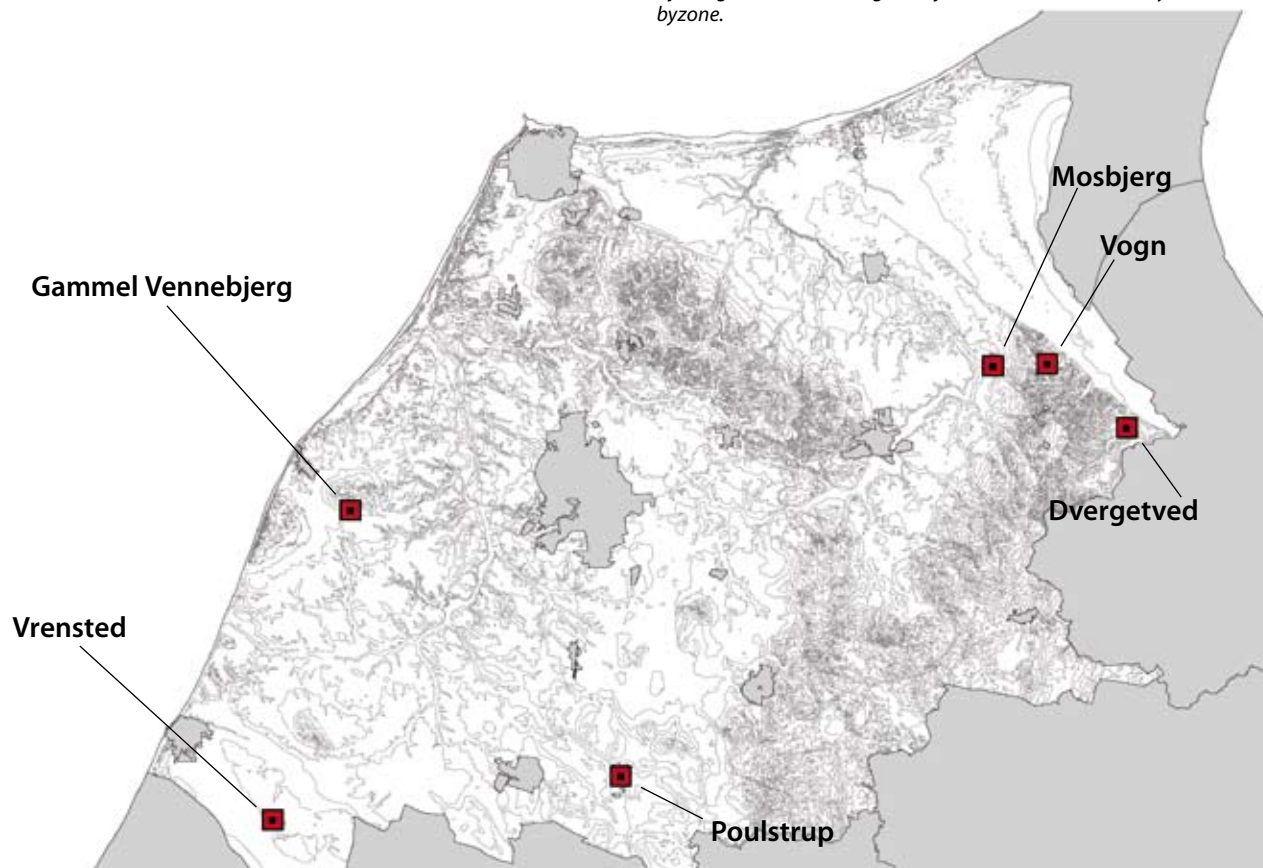 byzone.
Mosbjerg
Vogn
Gammel Vennebjerg
Dvergetved
Vrensted
Poulstrup